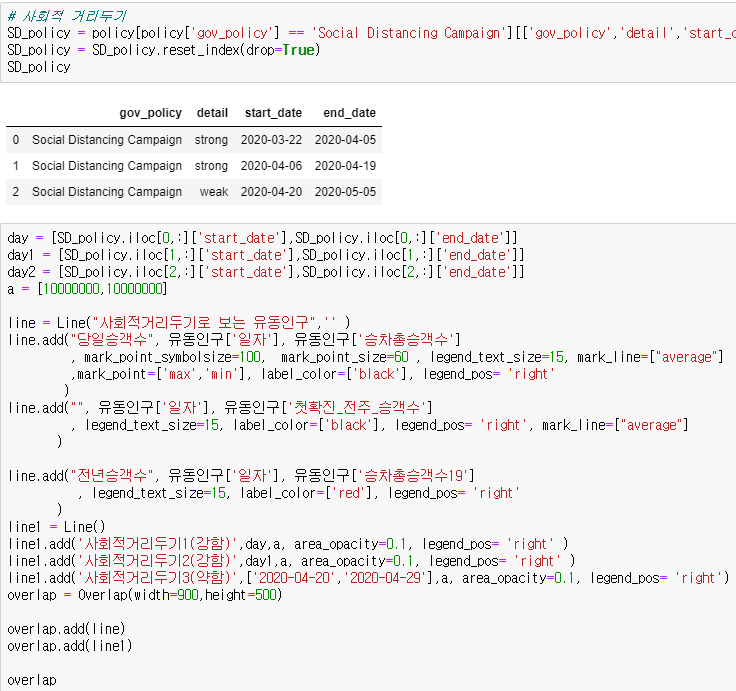 # 사회적 거리두기
SD_policy = policy[policy['gov_policy'] == 'Social Distancing Campaign'][['gov_policy','detail','start_
SD_policy = SD_policy.reset_index(drop=True)
SD_policy
gov_policy detail start_date end_date
0 Social Distancing Campaign strong 2020-03-22 2020-04-05
1 Social Distancing Campaign strong 2020-04-06 2020-04-19
2 Social Distancing Campaign weak 2020-04-20 2020-05-05
day = [SD_policy.iloc[0,:]['start_date'],SD_policy.iloc[0,:]['end_date']]
day1 = [SD_policy.iloc[1,:]['start_date'],SD_policy.iloc[1,:]['end_date']]
day2 = [SD_policy.iloc[2,:]['start_date'],SD_policy.iloc[2,:]['end_date']]
a = [10000000,10000000]
line = Line("사회적거리두기로 보는 유동인구",'' )
line.add("당일승객수", 유동인구['일자'], 유동인구['승차총승객수']
, mark_point_symbolsize=100, mark_point_size=60 , legend_text_size=15, mark_line=["average"]
,mark_point=['max','min'], label_color=['black'], legend_pos= 'right'
)
line.add("", 유동인구['일자'], 유동인구['첫확진_전주_승객수']
, legend_text_size=15, label_color=['black'], legend_pos= 'right', mark_line=["average"]
)
line.add("전년승객수", 유동인구['일자'], 유동인구['승차총승객수19']
, legend_text_size=15, label_color=['red'], legend_pos= 'right'
)
line1 = Line()
line1.add('사회적거리두기1(강함)',day,a, area_opacity=0.1, legend_pos= 'right' )
line1.add('사회적거리두기2(강함)',day1,a, area_opacity=0.1, legend_pos= 'right' )
line1.add('사회적거리두기3(약함)',['2020-04-20','2020-04-29'],a, area_opacity=0.1, legend_pos= 'right')
overlap = Overlap(width=900,height=500)
overlap.add(line)
overlap.add(line1)
overlap